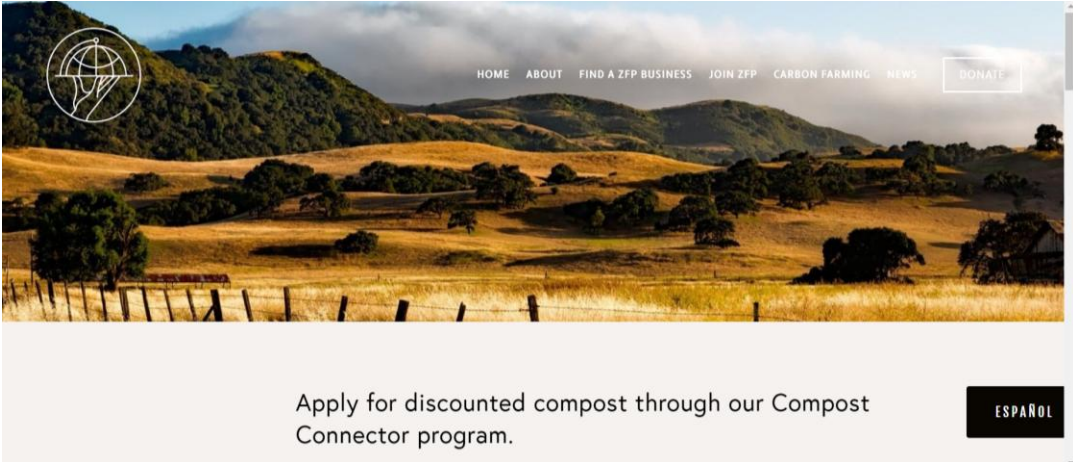 HOME ABOUT FIND A ZFP BUSINESS JOIN ZFP CARBON FARMING NEWS DONATE
Apply for discounted compost through our Compost
Connector program.
ESPAÑOL